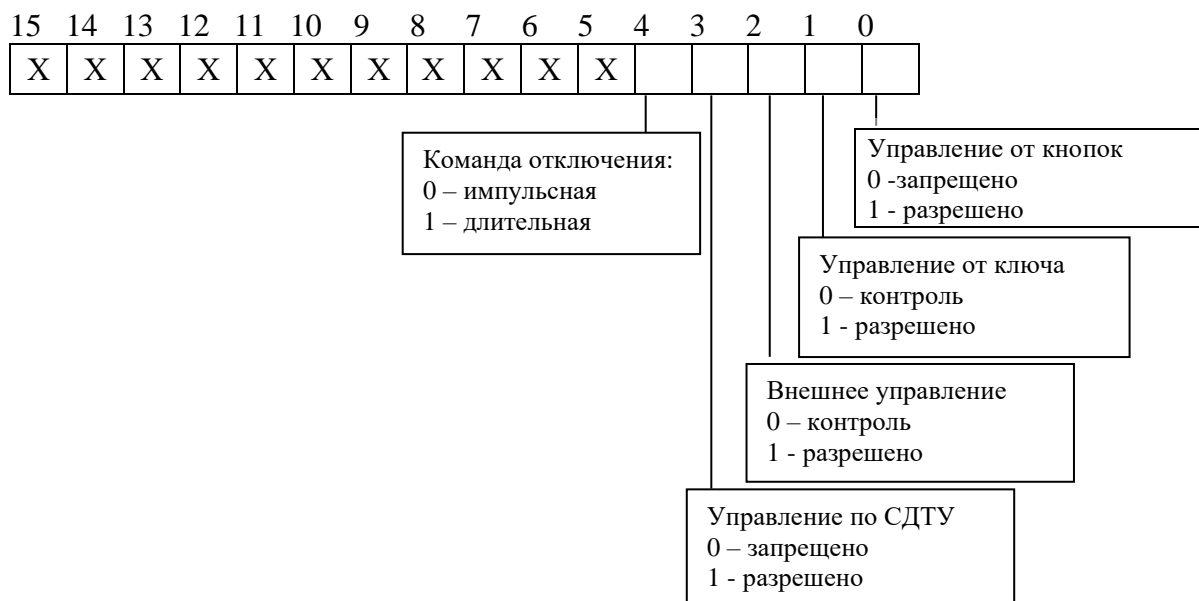 15 14 13 12 11 10 9 8 7 6 5 4 3 2 1 0
X X X X X X X X X X X
Команда отключения:
0 – импульсная
1 – длительная
Управление от кнопок
0 -запрещено
1 - разрешено
Управление от ключа
0 – контроль
1 - разрешено
Внешнее управление
0 – контроль
1 - разрешено
Управление по СДТУ
0 – запрещено
1 - разрешено